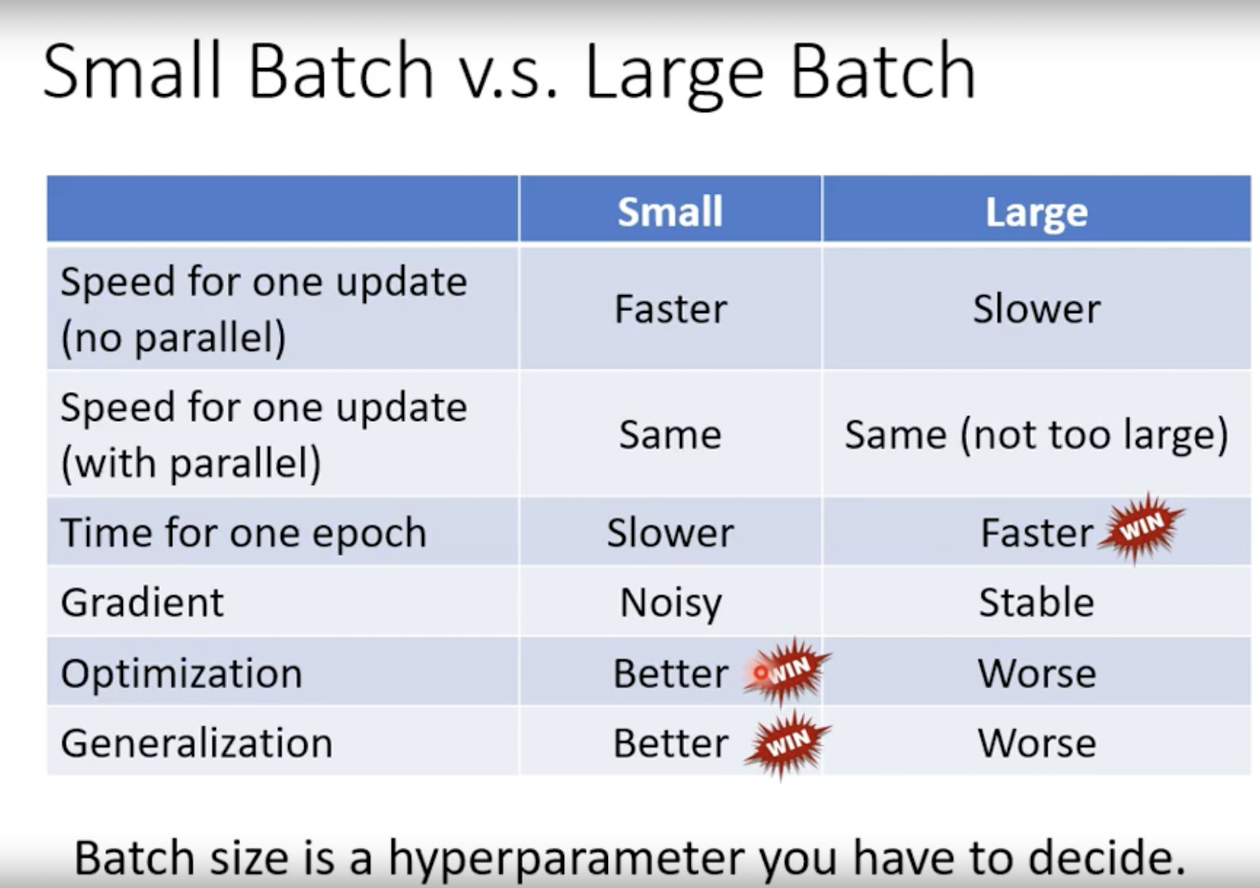 Small Batch v.s. Large Batch
Small Large
Speed for one update
(no parallel) Faster Slower
Speed for one update
(with parallel) Same Same (not too large)
Time for one epoch Slower Faster WIN
Gradient Noisy Stable
Optimization Better WIN Worse
Generalization Better WIN Worse
Batch size is a hyperparameter you have to decide.